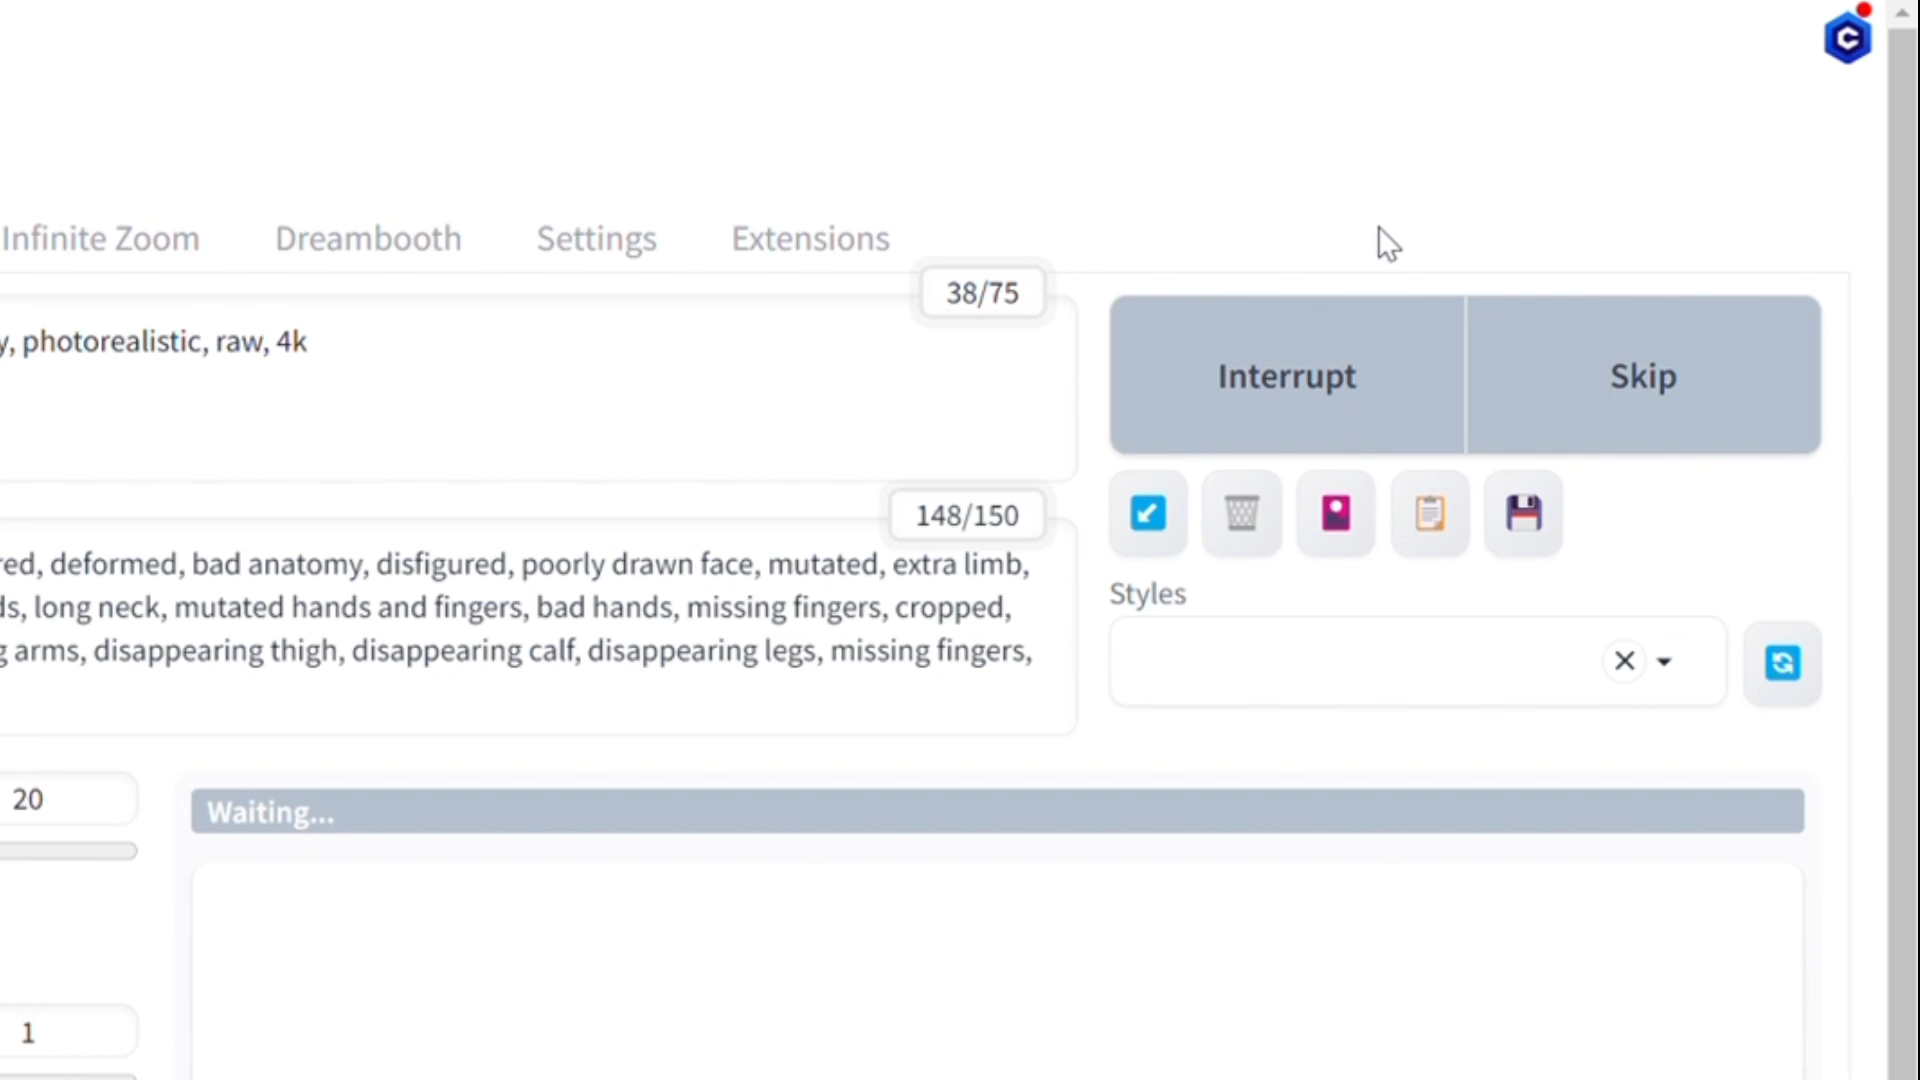 Infinite Zoom Dreambooth Settings Extensions
38/75
y, photorealistic, raw, 4k
Interrupt Skip
148/150
red, deformed, bad anatomy, disfigured, poorly drawn face, mutated, extra limb,
ds, long neck, mutated hands and fingers, bad hands, missing fingers, cropped,
g arms, disappearing thigh, disappearing calf, disappearing legs, missing fingers,
Styles
20
Waiting...
1